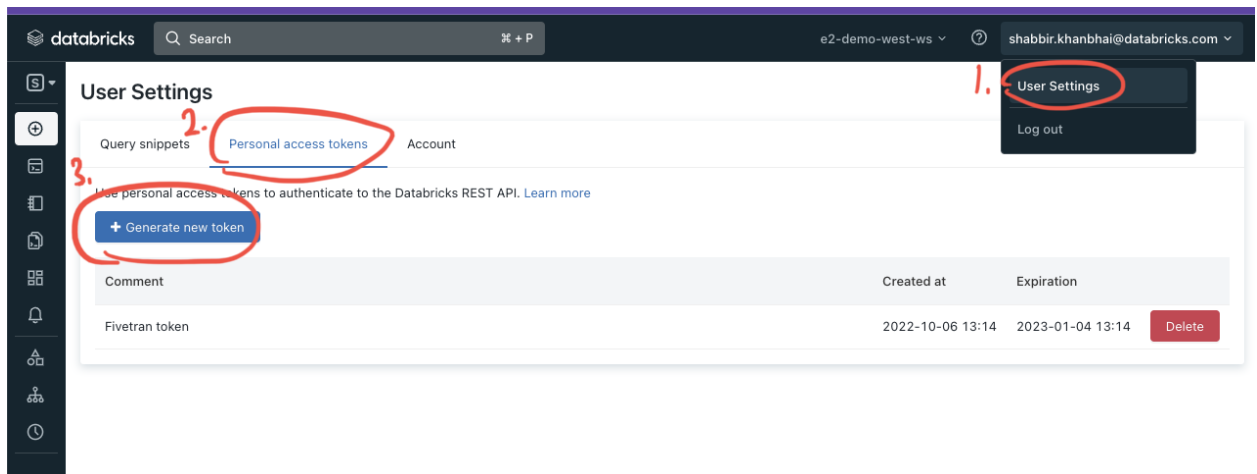 databricks
Search
⌘ + P
e2-demo-west-ws
?
shabbir.khanbhai@databricks.com
S
1.
User Settings
Log out
User Settings
2.
Query snippets
Personal access tokens
Account
3.
Use personal access tokens to authenticate to the Databricks REST API. Learn more
+ Generate new token
Comment
Created at
Expiration
Fivetran token
2022-10-06 13:14
2023-01-04 13:14
Delete